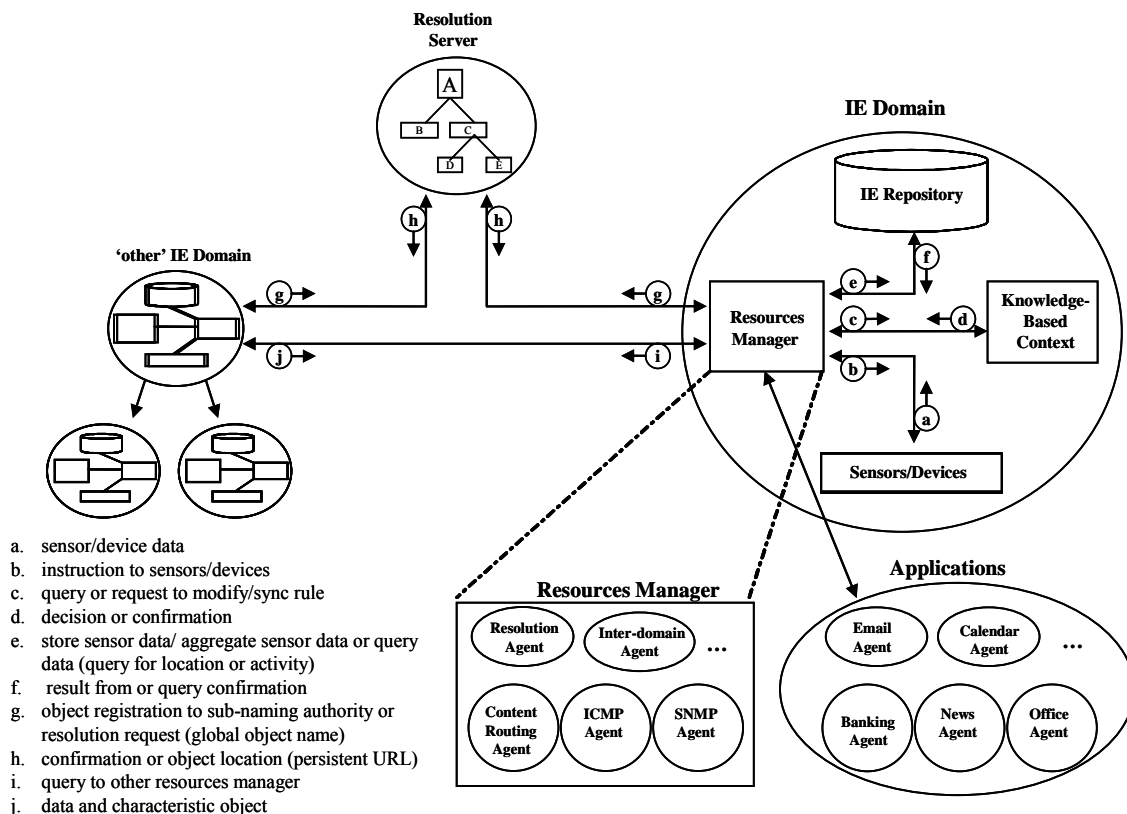 Resolution
Server
A
B
C
D
E
h
h
IE Domain
IE Repository
f
e
'other' IE Domain
g
g
Resources
Manager
c
d
Knowledge-
Based
Context
j
i
b
a
Sensors/Devices
a. sensor/device data
b. instruction to sensors/devices
c. query or request to modify/sync rule
d. decision or confirmation
e. store sensor data/ aggregate sensor data or query
data (query for location or activity)
f. result from or query confirmation
g. object registration to sub-naming authority or
resolution request (global object name)
h. confirmation or object location (persistent URL)
i. query to other resources manager
j. data and characteristic object
Resources Manager
Resolution
Agent
Inter-domain
Agent
...
Content
Routing
Agent
ICMP
Agent
SNMP
Agent
Applications
Email
Agent
Calendar
Agent
...
Banking
Agent
News
Agent
Office
Agent